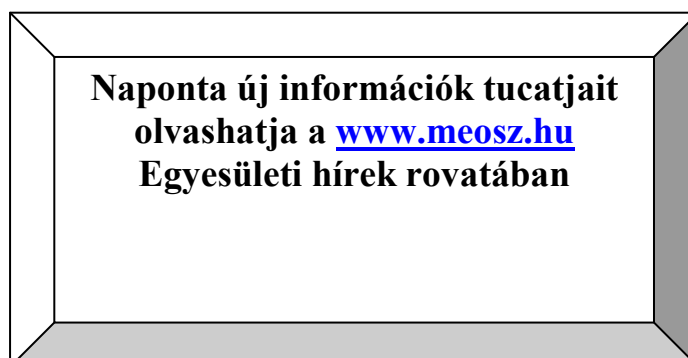 Naponta új információk tucatjait
olvashatja a www.meosz.hu
Egyesületi hírek rovatában